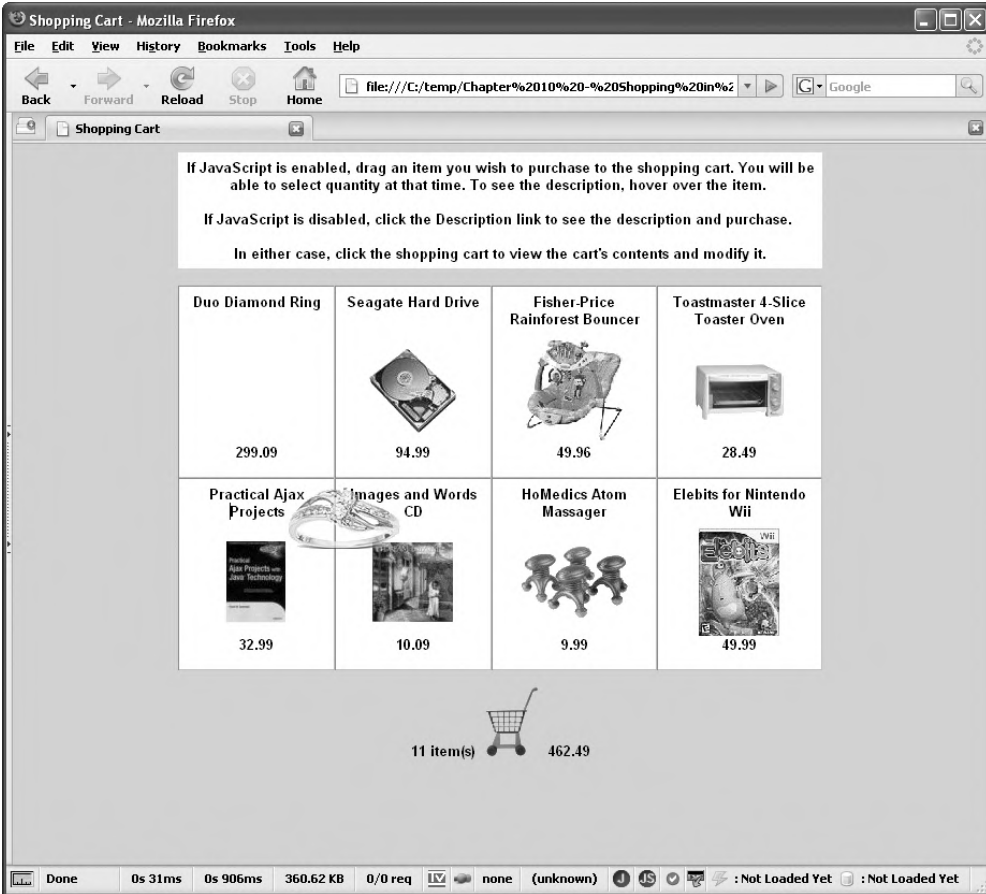 Shopping Cart - Mozilla Firefox
File Edit View History Bookmarks Tools Help
Back Forward Reload Stop Home
file:///C:/temp/Chapter%2010%20-%20Shopping%20in%2
G Google
Shopping Cart
If JavaScript is enabled, drag an item you wish to purchase to the shopping cart. You will be
able to select quantity at that time. To see the description, hover over the item.
If JavaScript is disabled, click the Description link to see the description and purchase.
In either case, click the shopping cart to view the cart's contents and modify it.
Duo Diamond Ring
299.09
Seagate Hard Drive
94.99
Fisher-Price
Rainforest Bouncer
49.96
Toastmaster 4-Slice
Toaster Oven
28.49
Practical Ajax
Projects
Practical
Ajax Projects with
Java Technology
32.99
Images and Words
CD
10.09
HoMedics Atom
Massager
9.99
Elebits for Nintendo
Wii
Wii
Elebits
E
49.99
11 item(s) 462.49
Done 0s 31ms 0s 906ms 360.62 KB 0/0 req none (unknown) J JS : Not Loaded Yet : Not Loaded Yet